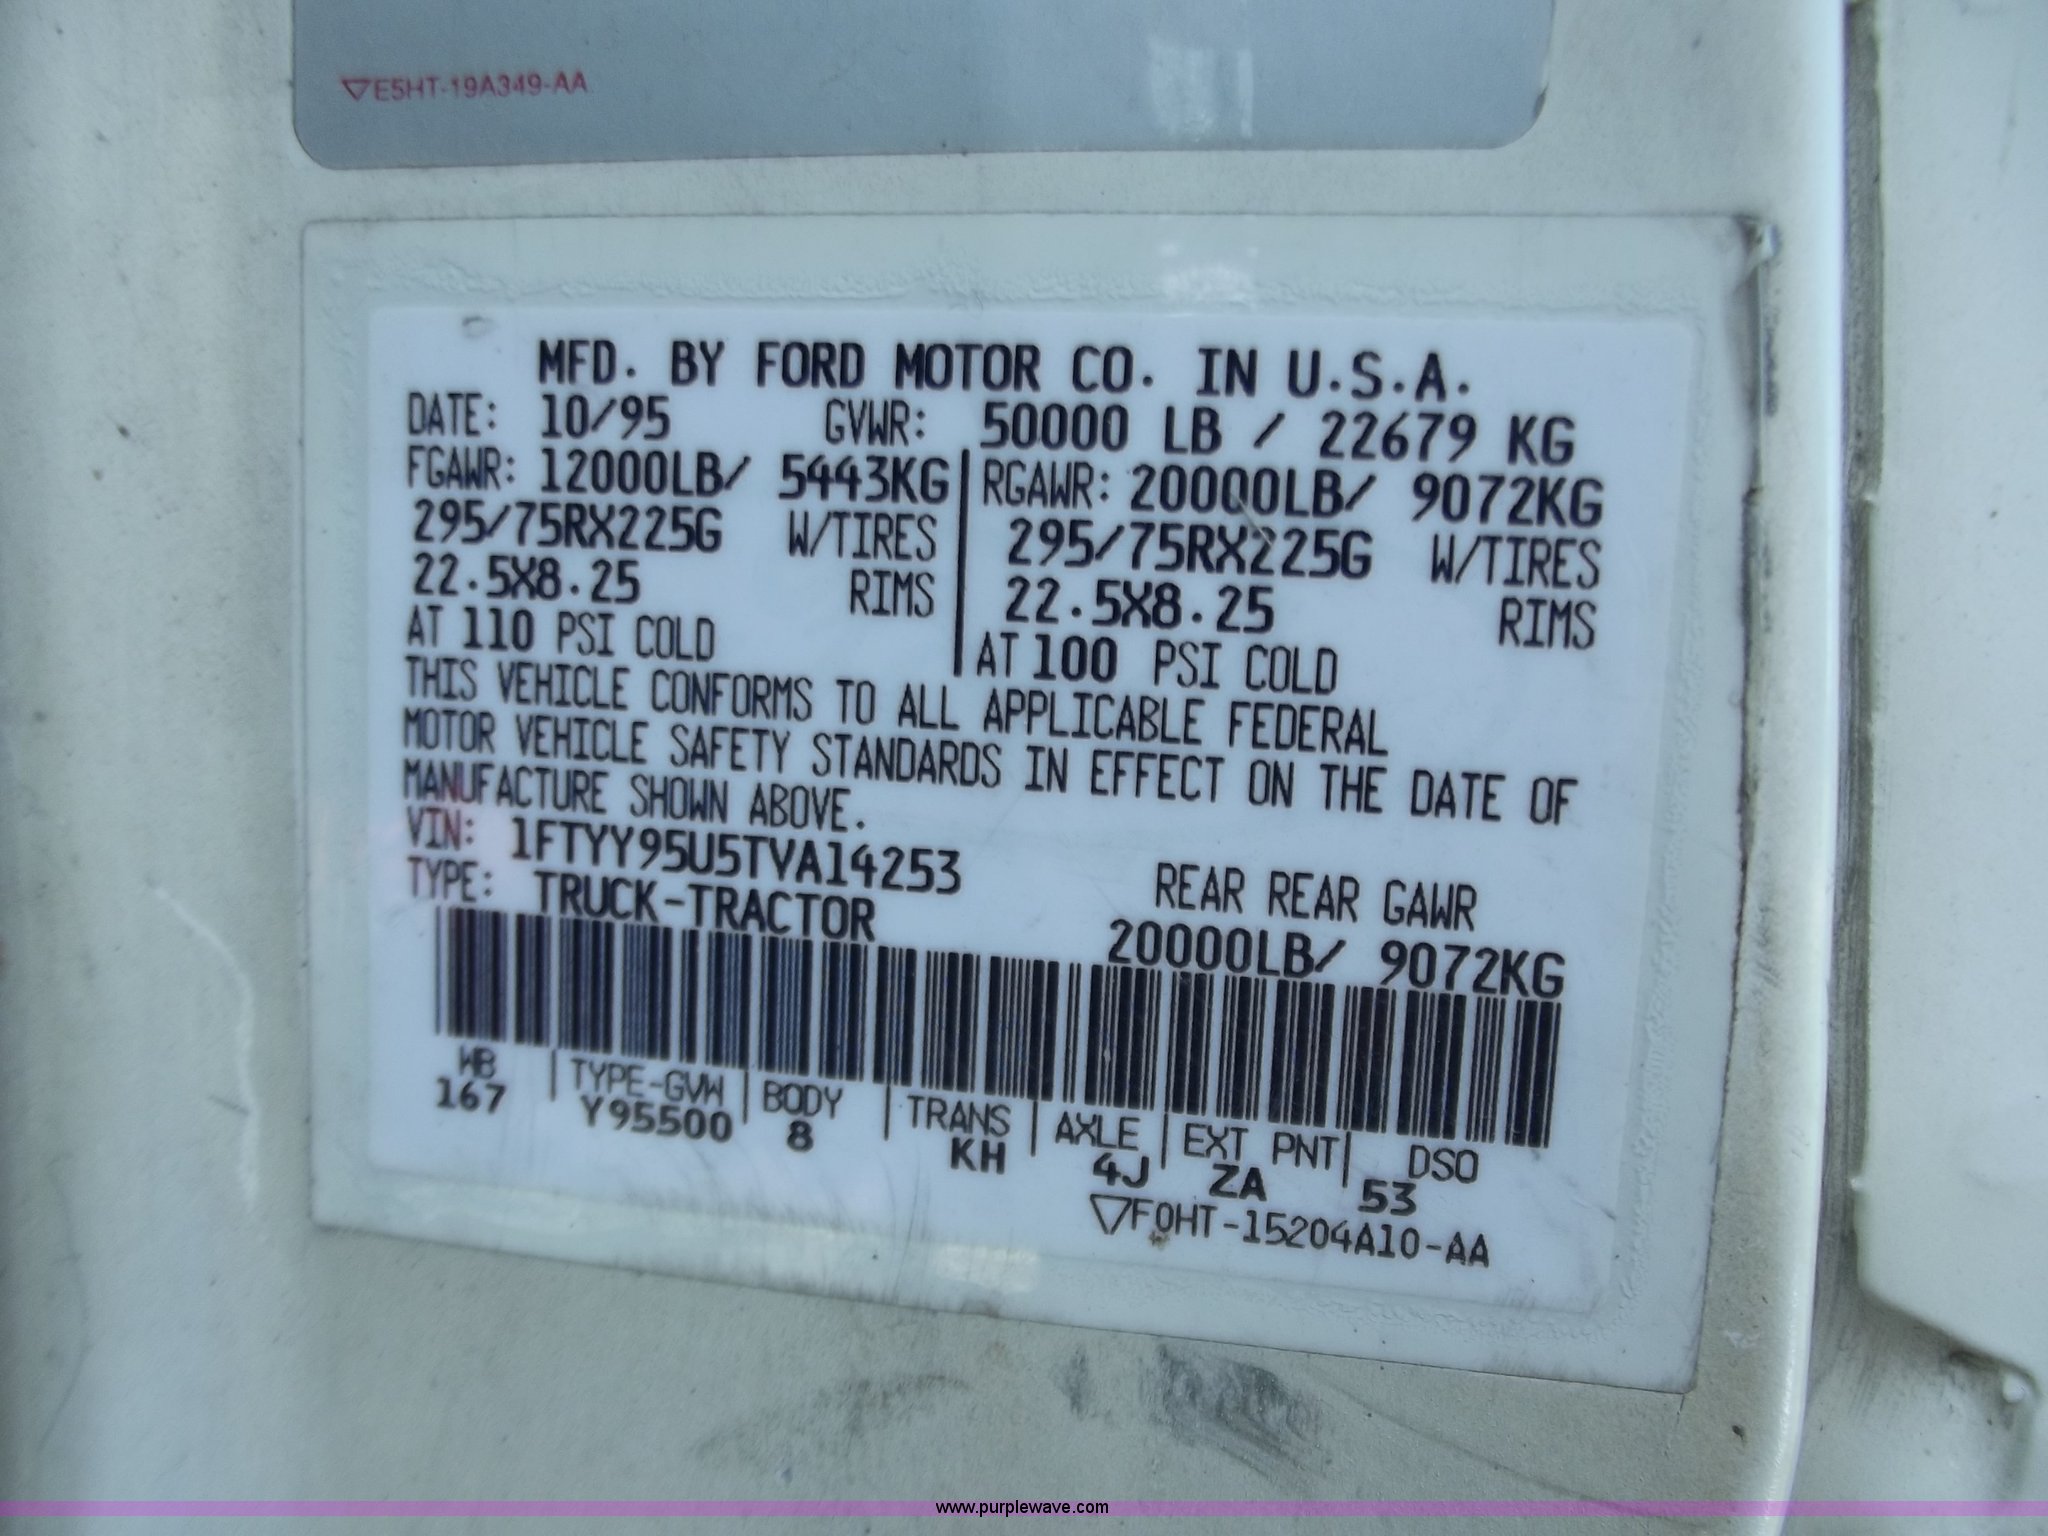 ▽E5HT-19A349-AA
MFD. BY FORD MOTOR CO. IN U.S.A.
DATE: 10/95 GVWR: 50000 LB / 22679 KG
FGAWR: 12000LB/ 5443KG RGAWR: 20000LB/ 9072KG
295/75RX225G W/TIRES 295/75RX225G W/TIRES
22.5X8.25 RIMS 22.5X8.25 RIMS
AT 110 PSI COLD AT 100 PSI COLD
THIS VEHICLE CONFORMS TO ALL APPLICABLE FEDERAL
MOTOR VEHICLE SAFETY STANDARDS IN EFFECT ON THE DATE OF
MANUFACTURE SHOWN ABOVE.
VIN: 1FTYY95U5TVA14253 REAR REAR GAWR
TYPE: TRUCK-TRACTOR 20000LB/ 9072KG
WB TYPE-GVW BODY TRANS AXLE EXT PNT DSO
167 Y95500 8 KH 4J ZA 53
▽F0HT-15204A10-AA
www.purplewave.com